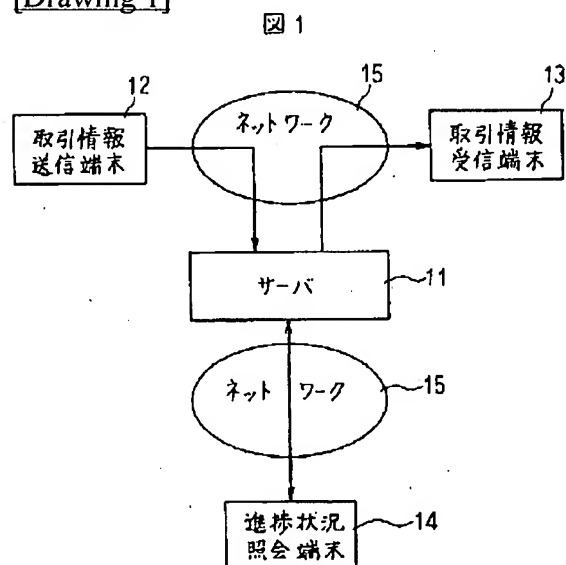 [Drawing 1]
図 1
12
15
13
取引情報
送信端末
ネットワーク
取引情報
受信端末
サーバ
11
ネットワーク
15
進捗状況
照会端末
14